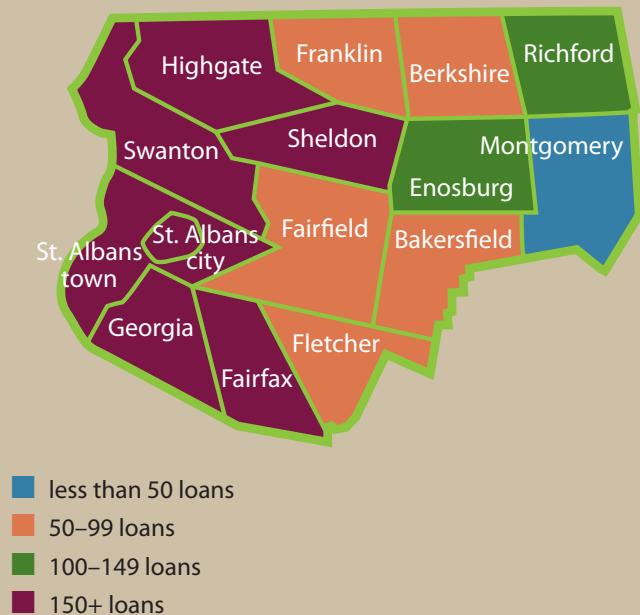 Franklin
Richford
Highgate
Berkshire
Sheldon
Montgomery
Swanton
Enosburg
Fairfield
St. Albans
city
Bakersfield
St. Albans
town
Georgia
Fletcher
Fairfax
less than 50 loans
50–99 loans
100–149 loans
150+ loans